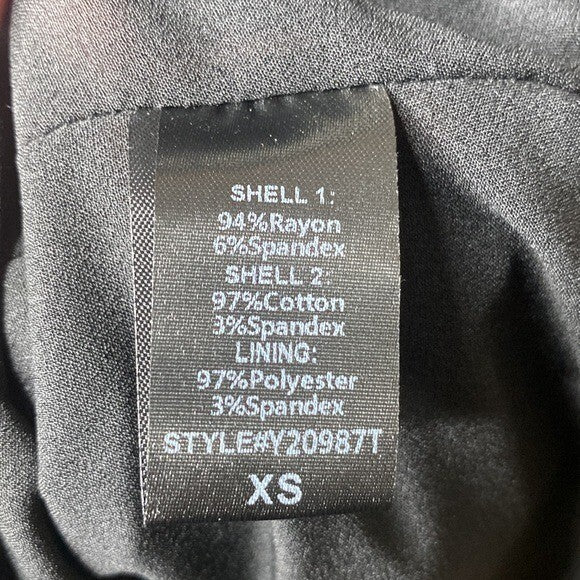 SHELL 1:
94%Rayon
6%Spandex
SHELL 2:
97%Cotton
3%Spandex
LINING:
97%Polyester
3%Spandex
STYLE#Y20987T
XS